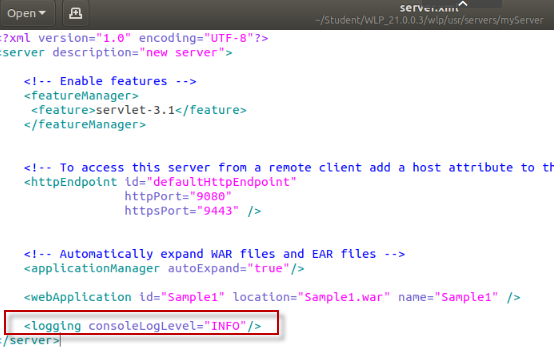 Open
server.xml
~/Student/WLP_21.0.0.3/wlp/usr/servers/myServer
<?xml version="1.0" encoding="UTF-8"?>
<server description="new server">
<!-- Enable features -->
<featureManager>
<feature>servlet-3.1</feature>
</featureManager>
<!-- To access this server from a remote client add a host attribute to th
<httpEndpoint id="defaultHttpEndpoint"
httpPort="9080"
httpsPort="9443" />
<!-- Automatically expand WAR files and EAR files -->
<applicationManager autoExpand="true"/>
<webApplication id="Sample1" location="Sample1.war" name="Sample1" />
<logging consoleLogLevel="INFO"/>
</server>